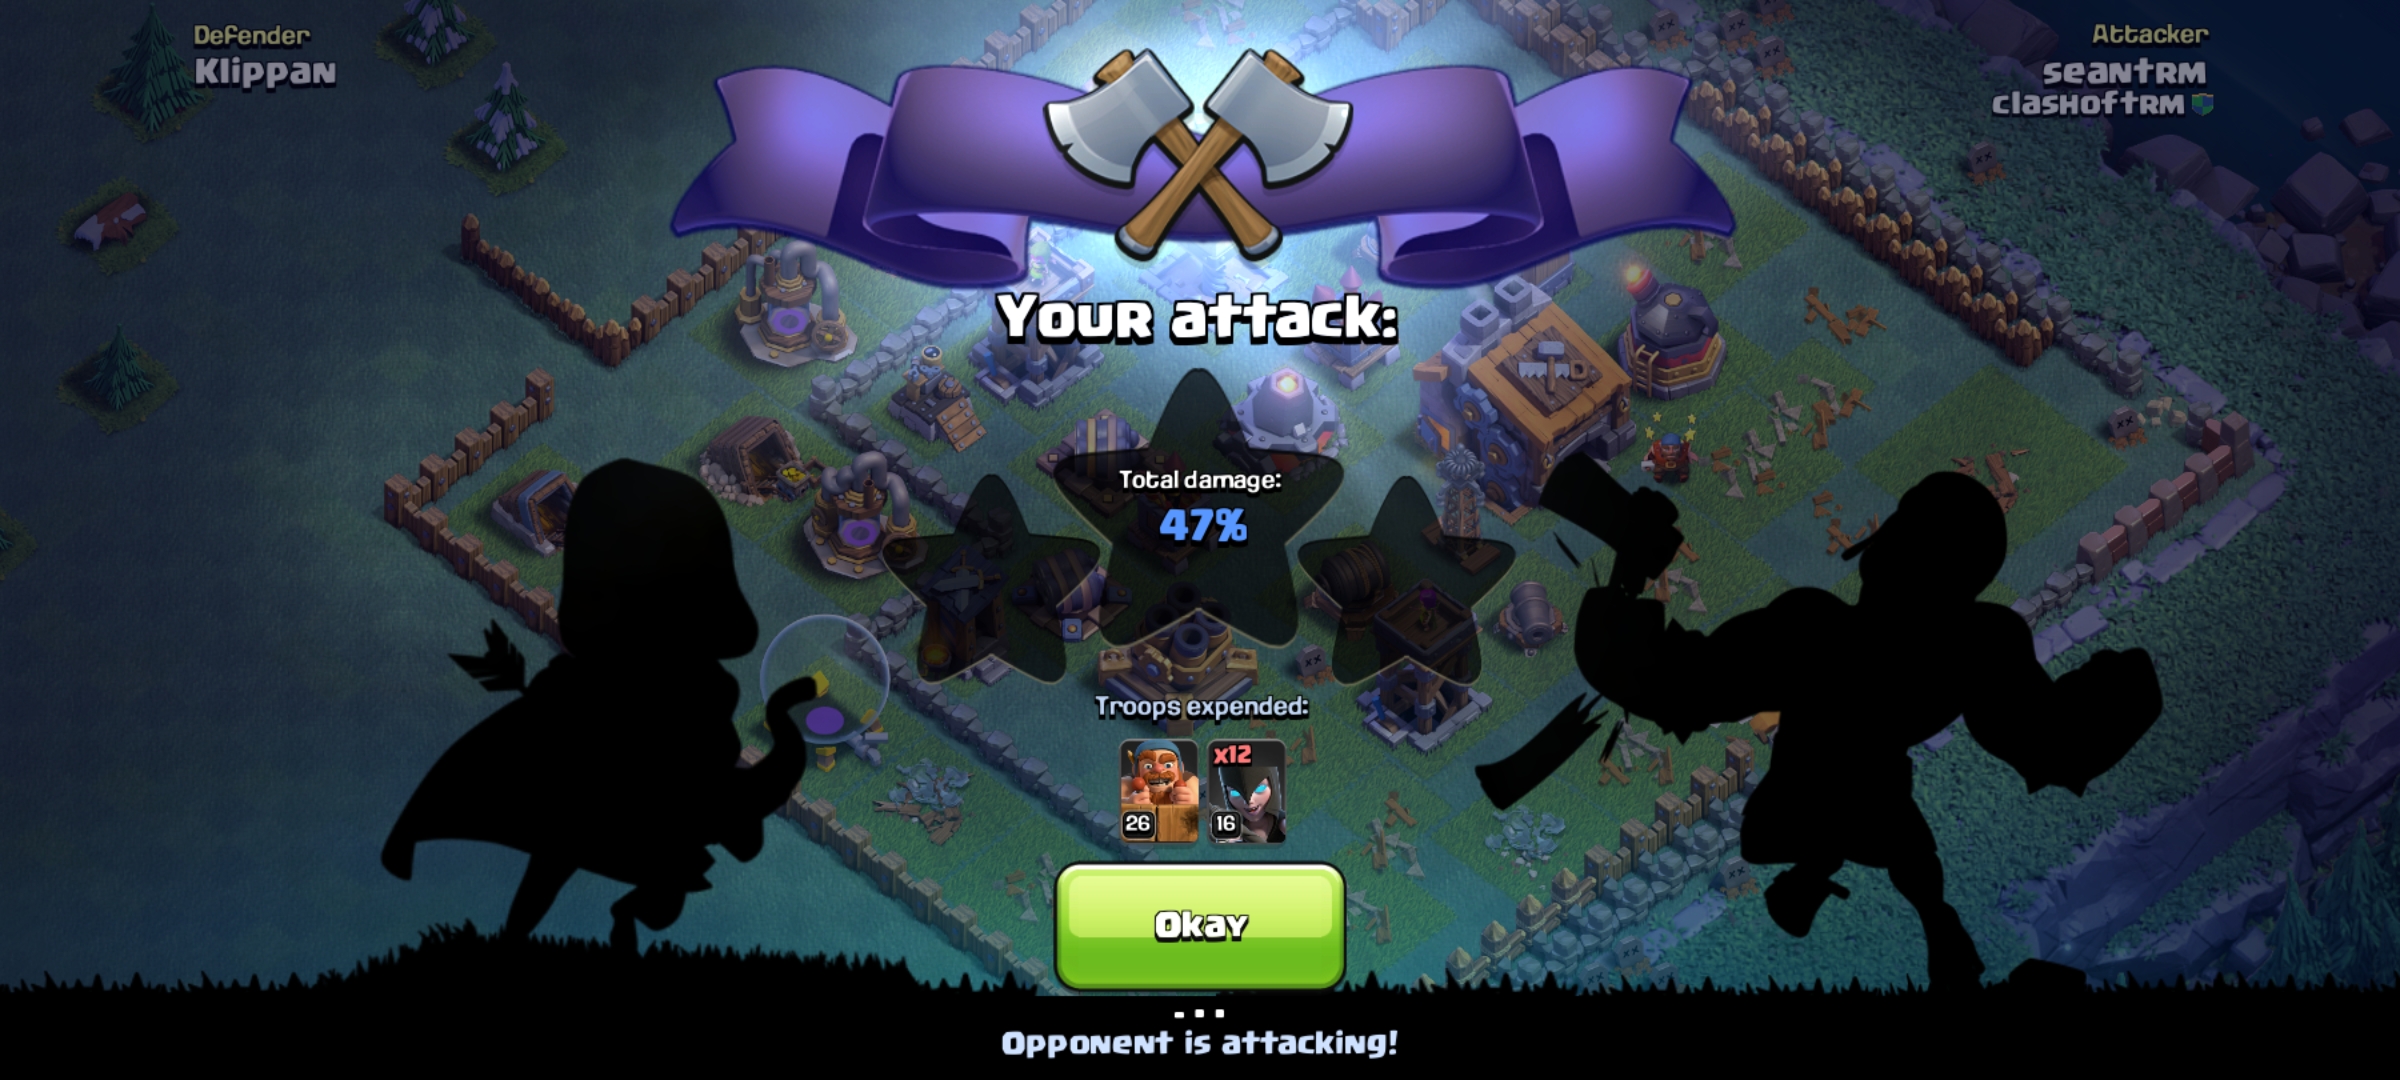 Defender
Klippan
Attacker
seantRM
clashoftRM
Your attack:
Total damage:
47%
Troops expended:
x12
26
16
Okay
...
Opponent is attacking!